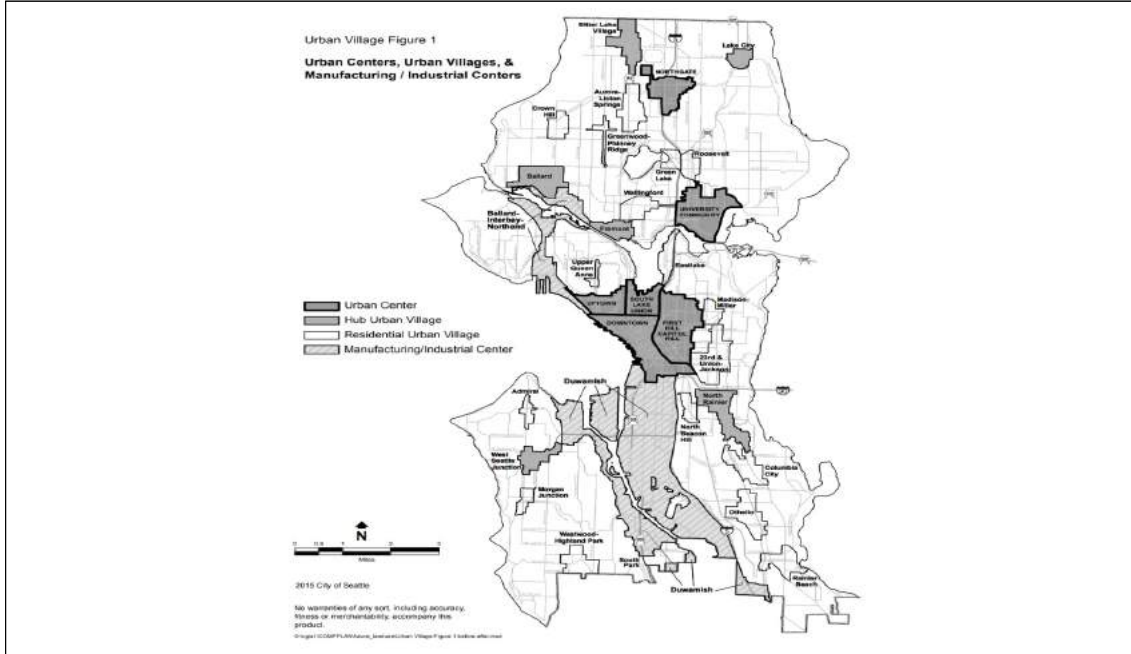 Urban Village Figure 1
Urban Centers, Urban Villages, &
Manufacturing / Industrial Centers
Bitter Lake
Village
Lake City
NORTHGATE
Aurora-
Licton
Springs
Crown
Hill
Greenwood-
Phinney
Ridge
Roosevelt
Green
Lake
Ballard
Wallingford
UNIVERSITY
COMMUNITY
Ballard-
Interbay-
Northend
Fremont
Upper
Queen
Anne
Eastlake
UPTOWN
SOUTH
LAKE
UNION
Madison-
Miller
DOWNTOWN
FIRST
HILL
CAPITOL
HILL
Urban Center
Hub Urban Village
Residential Urban Village
Manufacturing/Industrial Center
23rd &
Union-
Jackson
Duwamish
Admiral
North
Rainier
North
Beacon
Hill
West
Seattle
Junction
Columbia
City
Morgan
Junction
Othello
N
Miles
Westwood-
Highland Park
South
Park
Rainier
Beach
Duwamish
2015 City of Seattle
No warranties of any sort, including accuracy,
fitness or merchantability, accompany this
product.